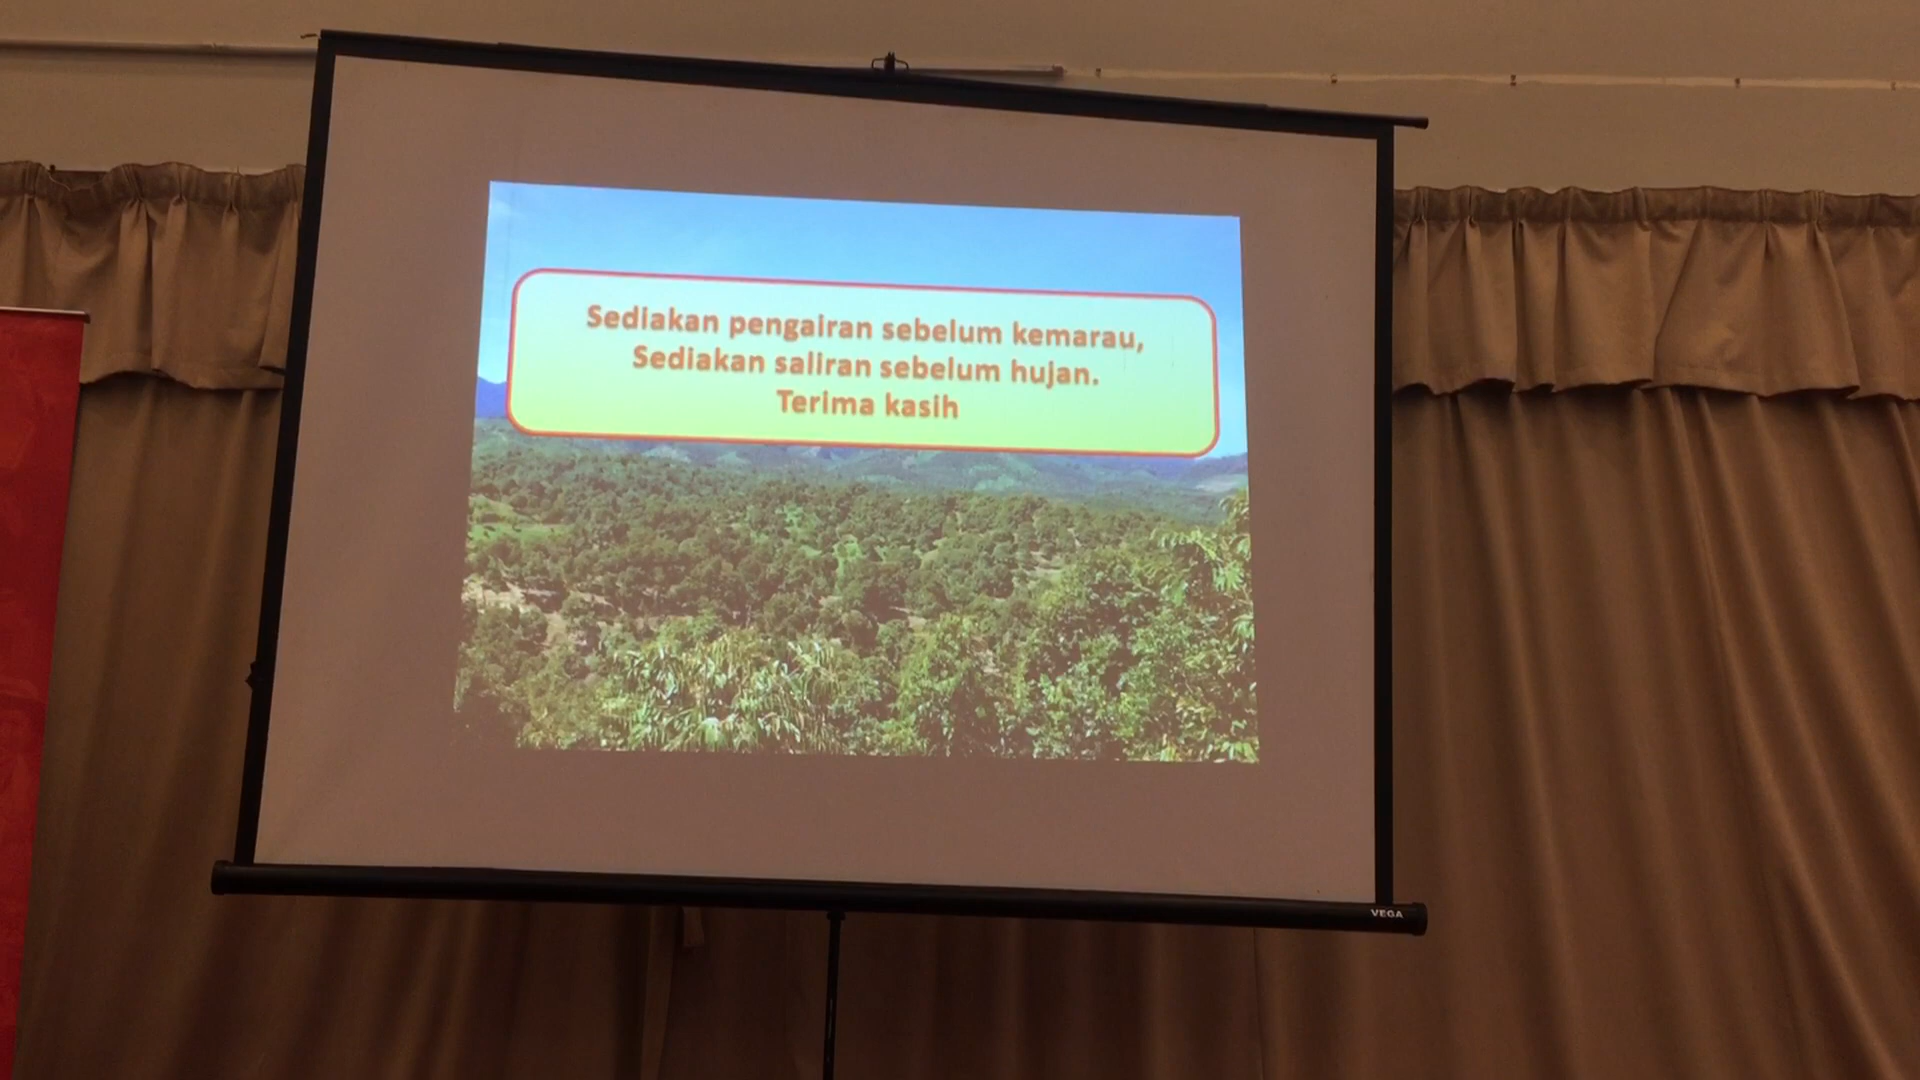 Sediakan pengairan sebelum kemarau,
Sediakan saliran sebelum hujan.
Terima kasih
VEGA